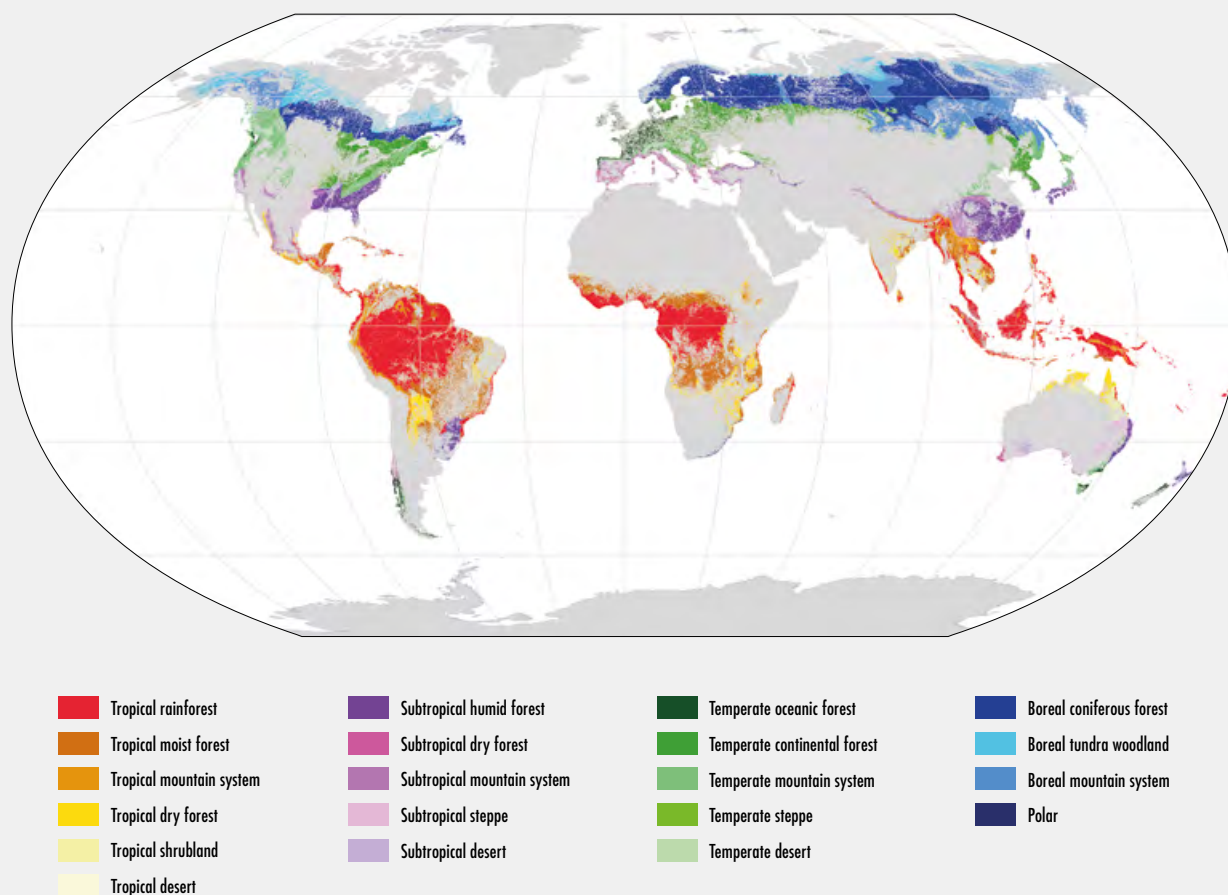 Tropical rainforest
Tropical moist forest
Tropical mountain system
Tropical dry forest
Tropical shrubland
Tropical desert
Subtropical humid forest
Subtropical dry forest
Subtropical mountain system
Subtropical steppe
Subtropical desert
Temperate oceanic forest
Temperate continental forest
Temperate mountain system
Temperate steppe
Temperate desert
Boreal coniferous forest
Boreal tundra woodland
Boreal mountain system
Polar